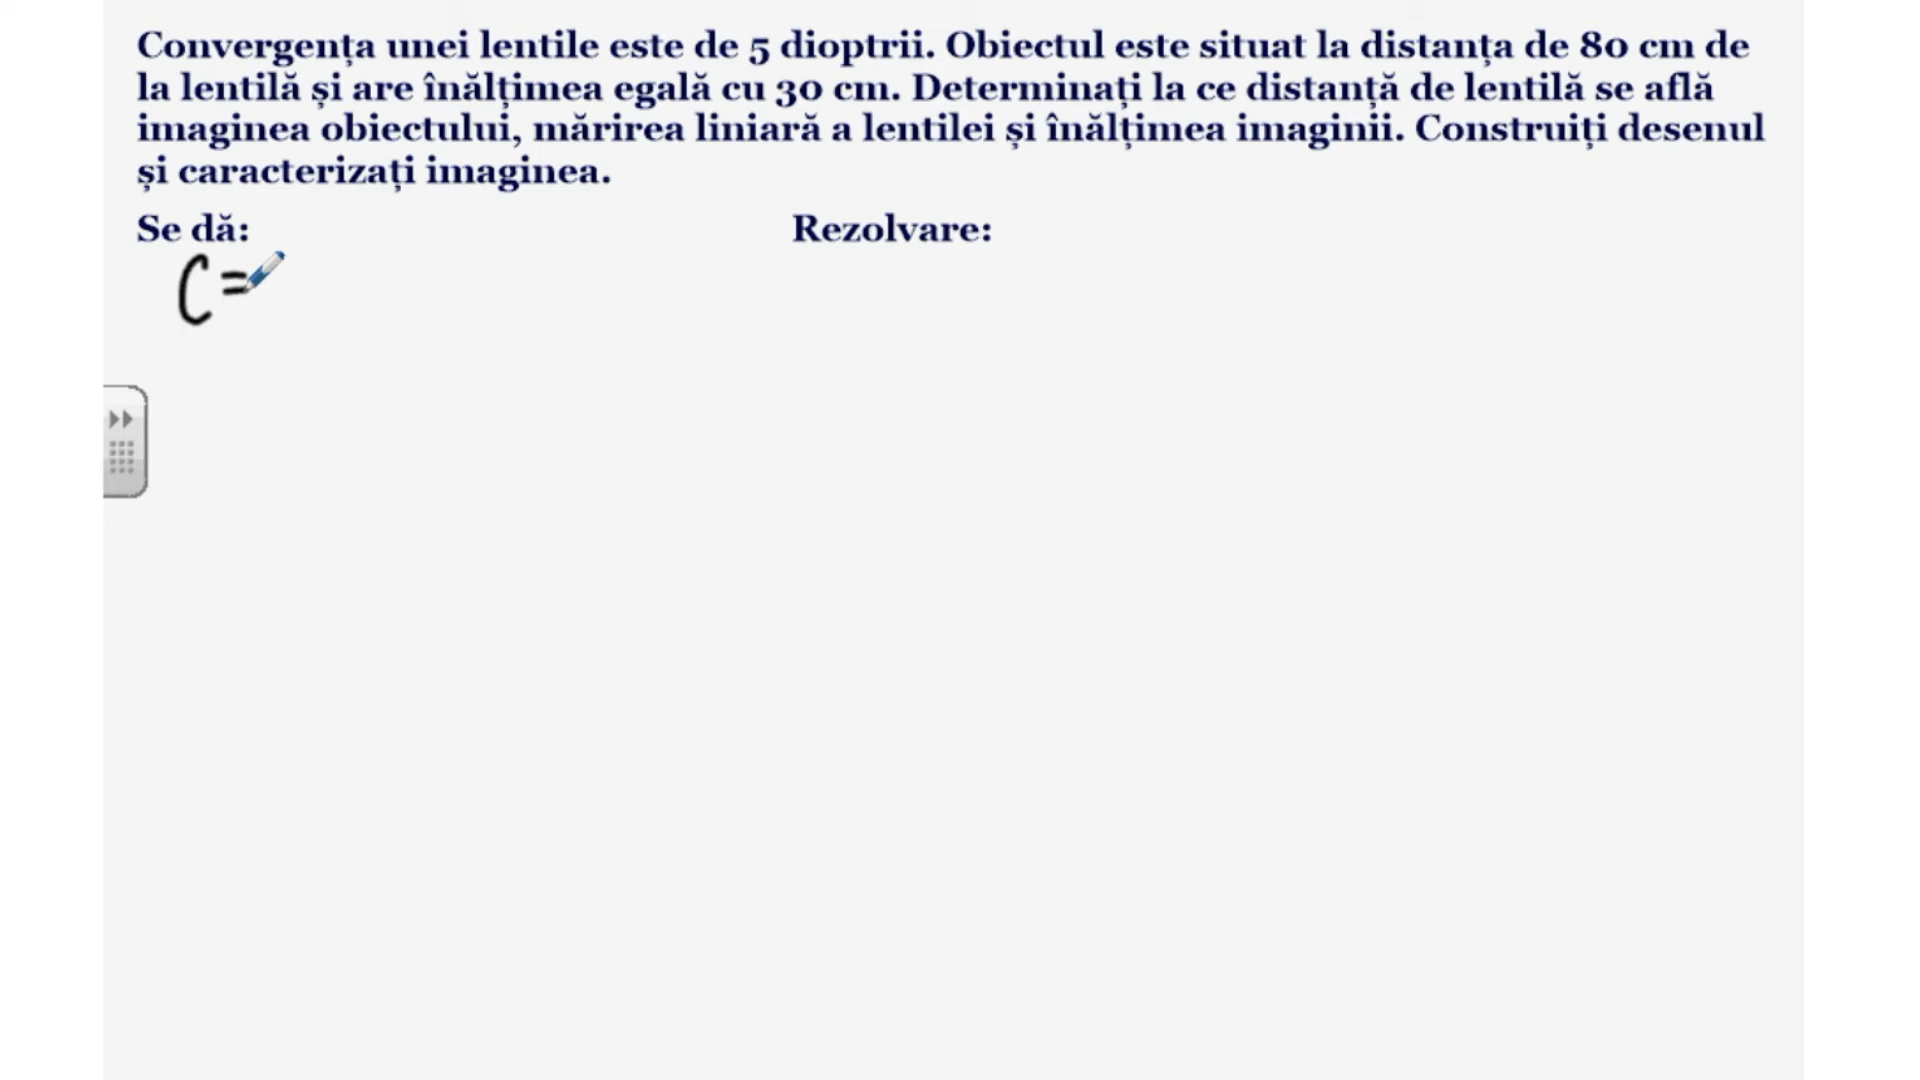 Convergența unei lentile este de 5 dioptrii. Obiectul este situat la distanța de 80 cm de
la lentilă și are înălțimea egală cu 30 cm. Determinați la ce distanță de lentilă se află
imaginea obiectului, mărirea liniară a lentilei și înălțimea imaginii. Construiți desenul
și caracterizați imaginea.
Se dă:
Rezolvare:
C =